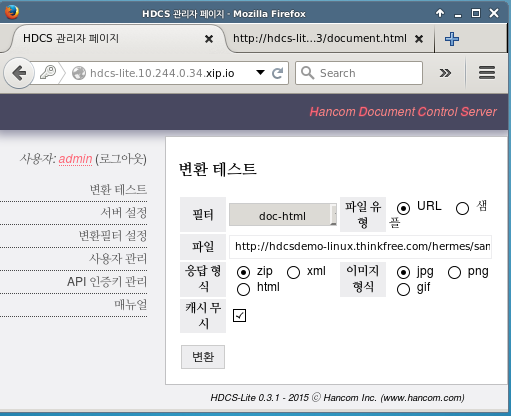 HDCS 관리자 페이지 - Mozilla Firefox
HDCS 관리자 페이지
http://hdcs-lit...3/document.html
hdcs-lite.10.244.0.34.xip.io
Search
Hancom Document Control Server
사용자: admin (로그아웃)
변환 테스트
서버 설정
변환필터 설정
사용자 관리
API 인증키 관리
매뉴얼
변환 테스트
필터 doc-html 파일 유형 URL 샘플
파일 http://hdcsdemo-linux.thinkfree.com/hermes/san
응답 형식 zip xml html 이미지 형식 jpg png gif
캐시 무시
변환
HDCS-Lite 0.3.1 - 2015 ⓒ Hancom Inc. (www.hancom.com)